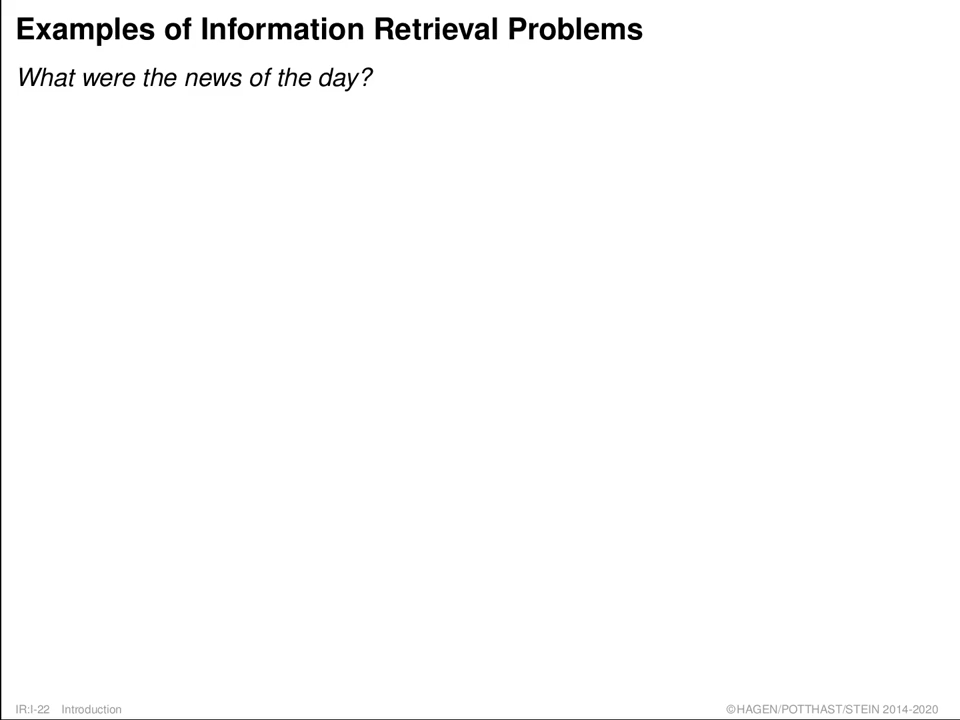 Examples of Information Retrieval Problems
What were the news of the day?
IR:I-22 Introduction
©HAGEN/POTTHAST/STEIN 2014-2020